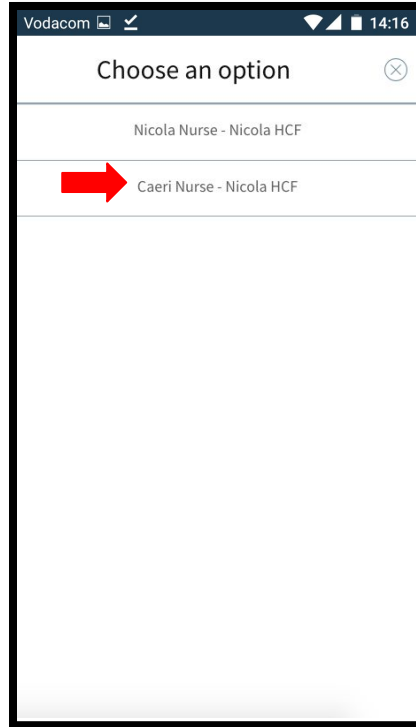 Vodacom 14:16
Choose an option
Nicola Nurse - Nicola HCF
Caeri Nurse - Nicola HCF